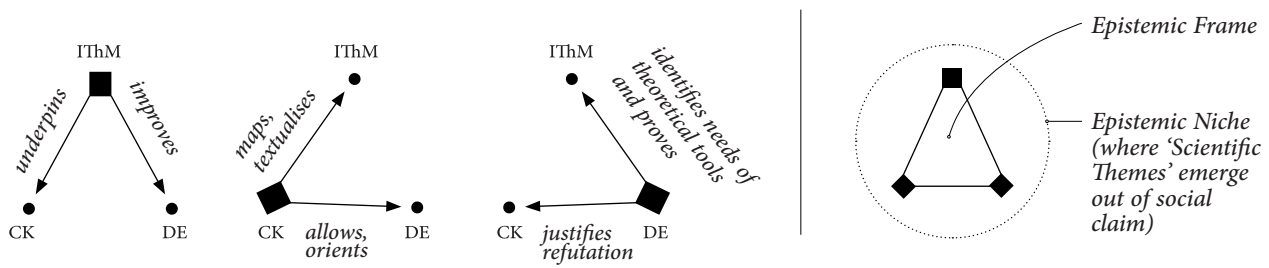 IThM
underpins
improves
CK
DE
IThM
maps,
textualises
CK
allows,
orients
DE
IThM
identifies needs of
theoretical tools
and proves
CK
justifies
refutation
DE
Epistemic Frame
Epistemic Niche
(where ‘Scientific
Themes’ emerge
out of social
claim)